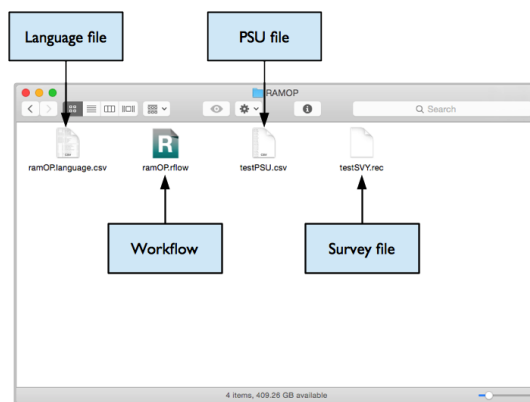 Language file
PSU file
RAMOP
Search
ramOP.language.csv
ramOP.rflow
testPSU.csv
testSVY.rec
Workflow
Survey file
4 items, 409.26 GB available